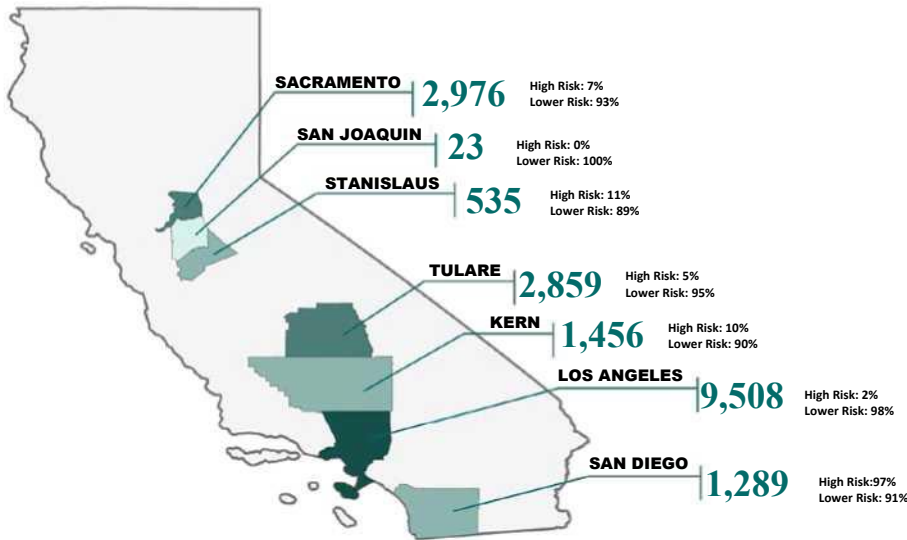 SACRAMENTO
2,976
High Risk: 7%
Lower Risk: 93%
SAN JOAQUIN
23
High Risk: 0%
Lower Risk: 100%
STANISLAUS
535
High Risk: 11%
Lower Risk: 89%
TULARE
2,859
High Risk: 5%
Lower Risk: 95%
KERN
1,456
High Risk: 10%
Lower Risk: 90%
LOS ANGELES
9,508
High Risk: 2%
Lower Risk: 98%
SAN DIEGO
1,289
High Risk:97%
Lower Risk: 91%